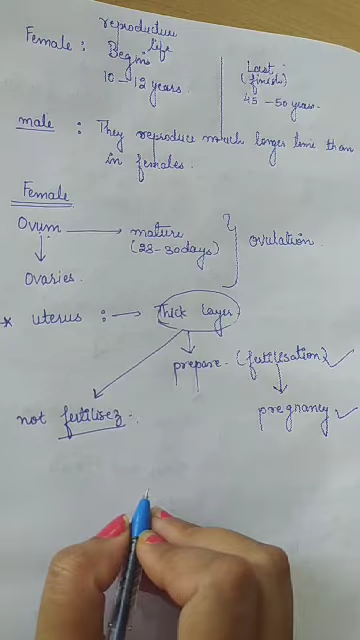 Female : reproductive life
Begins
10 – 12 years.
Last
(finish)
45 – 50 years.
male : They reproduce much longer time than
in females.
Female
Ovum → mature
(28 - 30 days)
ovulation.
Ovaries.
* uterus : → Thick layer
prepare (fertilisation) ✓
not fertilisez.
pregnancy ✓